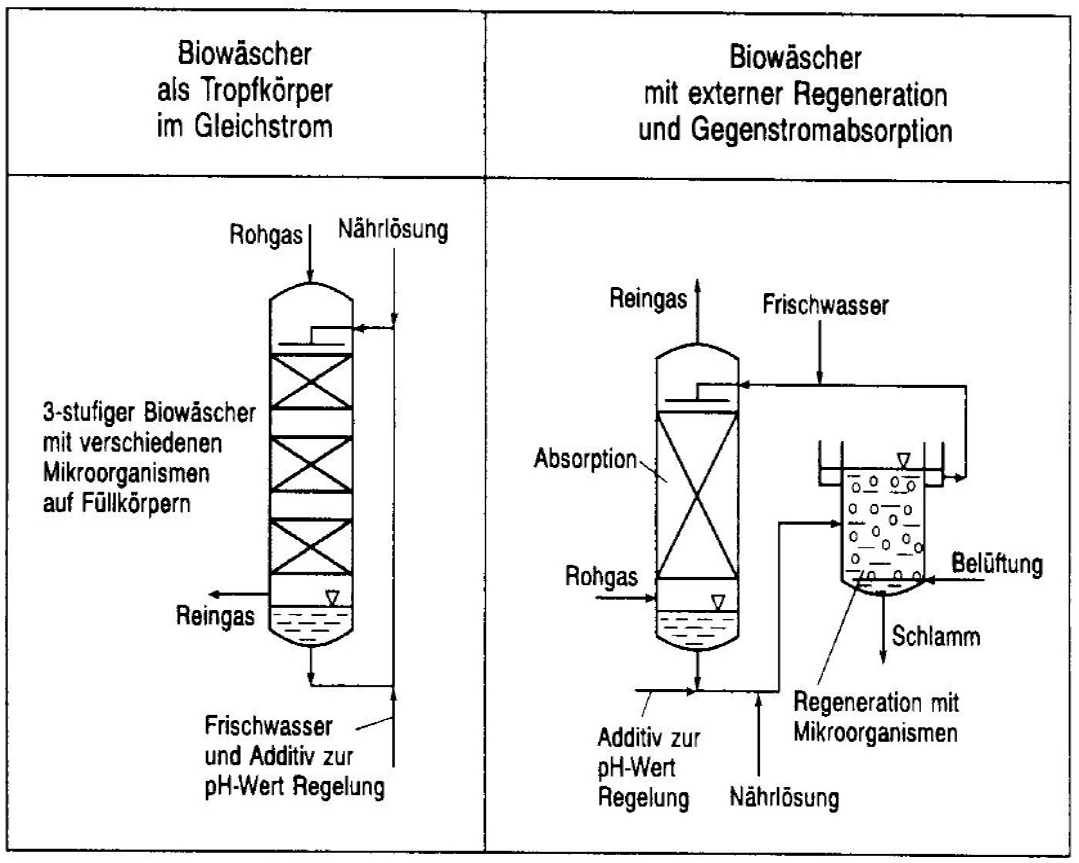 Biowäscher
als Tropfkörper
im Gleichstrom
Biowäscher
mit externer Regeneration
und Gegenstromabsorption
Rohgas
Nährlösung
3-stufiger Biowäscher
mit verschiedenen
Mikroorganismen
auf Füllkörpern
Reingas
Frischwasser
und Additiv zur
pH-Wert Regelung
Reingas
Frischwasser
Absorption
Rohgas
Belüftung
Schlamm
Regeneration mit
Mikroorganismen
Additiv zur
pH-Wert
Regelung
Nährlösung